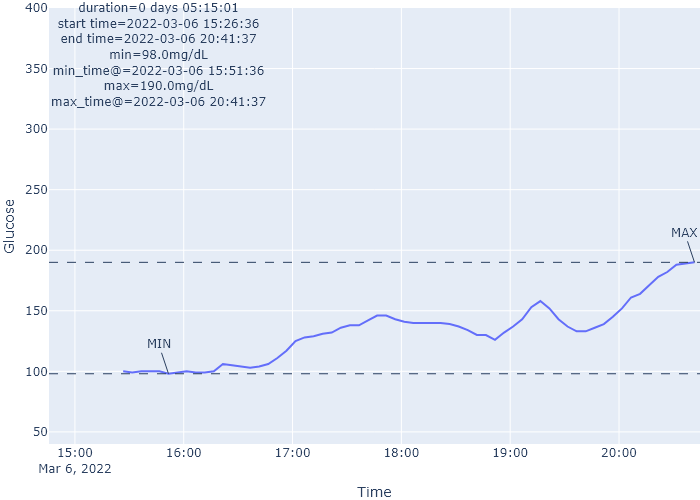 400
duration=0 days 05:15:01
start time=2022-03-06 15:26:36
end time=2022-03-06 20:41:37
min=98.0mg/dL
min_time@=2022-03-06 15:51:36
max=190.0mg/dL
max_time@=2022-03-06 20:41:37
350
300
250
200
150
100
50
Glucose
MAX
MIN
15:00 16:00 17:00 18:00 19:00 20:00
Mar 6, 2022
Time